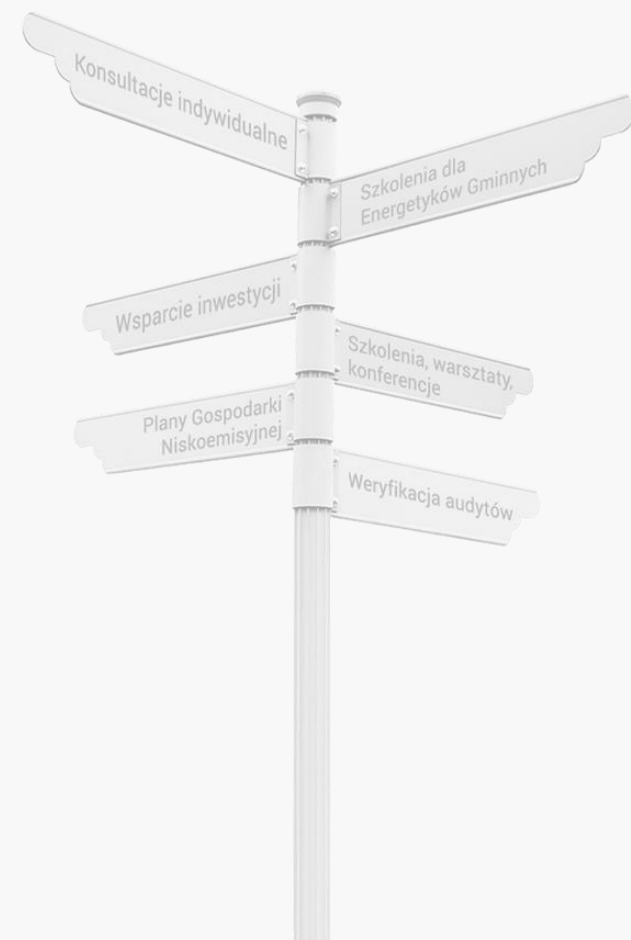 Konsultacje indywidualne
Szkolenia dla
Energetyków Gminnych
Wsparcie inwestycji
Szkolenia, warsztaty,
konferencje
Plany Gospodarki
Niskoemisyjnej
Weryfikacja audytów